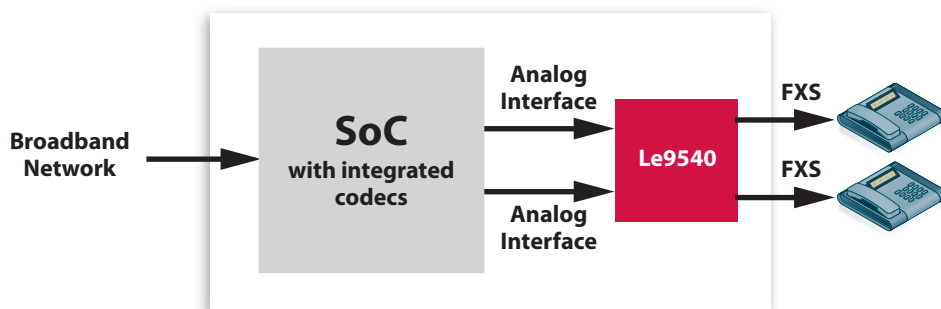 Broadband
Network
SoC
with integrated
codecs
Analog
Interface
Analog
Interface
Le9540
FXS
FXS